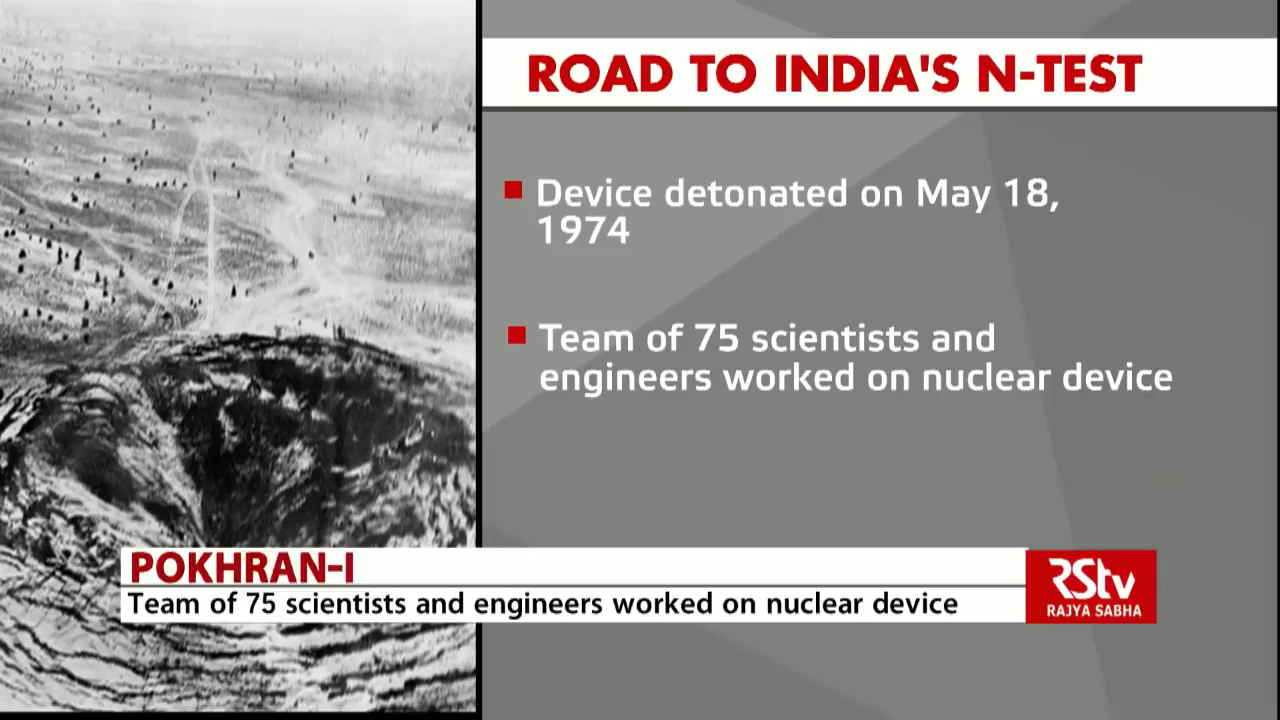 ROAD TO INDIA'S N-TEST
Device detonated on May 18,
1974
Team of 75 scientists and
engineers worked on nuclear device
POKHRAN-I
Team of 75 scientists and engineers worked on nuclear device
RStv
RAJYA SABHA